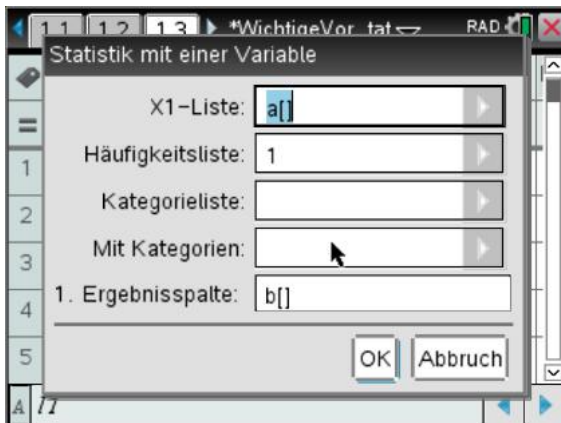 1.1 1.2 1.3 *WichtigeVor…tat RAD
Statistik mit einer Variable
X1-Liste: a[]
Häufigkeitsliste: 1
Kategorieliste:
Mit Kategorien:
1. Ergebnisspalte: b[]
OK Abbruch
=
1
2
3
4
5
A